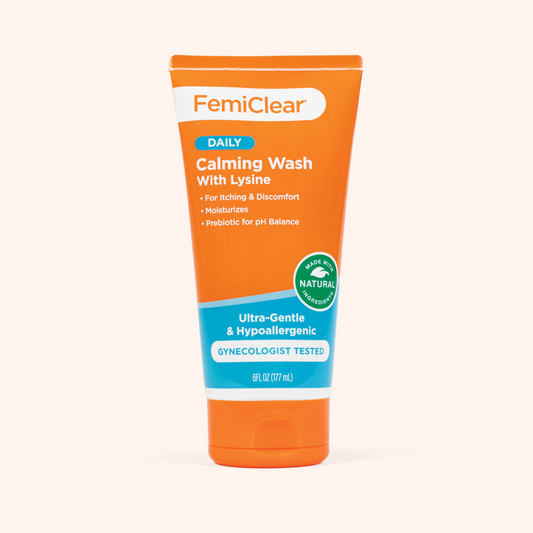 FemiClear®
DAILY
Calming Wash
With Lysine
• For Itching & Discomfort
• Moisturizes
• Prebiotic for pH Balance
MADE WITH
NATURAL
INGREDIENTS
Ultra-Gentle
& Hypoallergenic
GYNECOLOGIST TESTED
6FL OZ (177 mL)